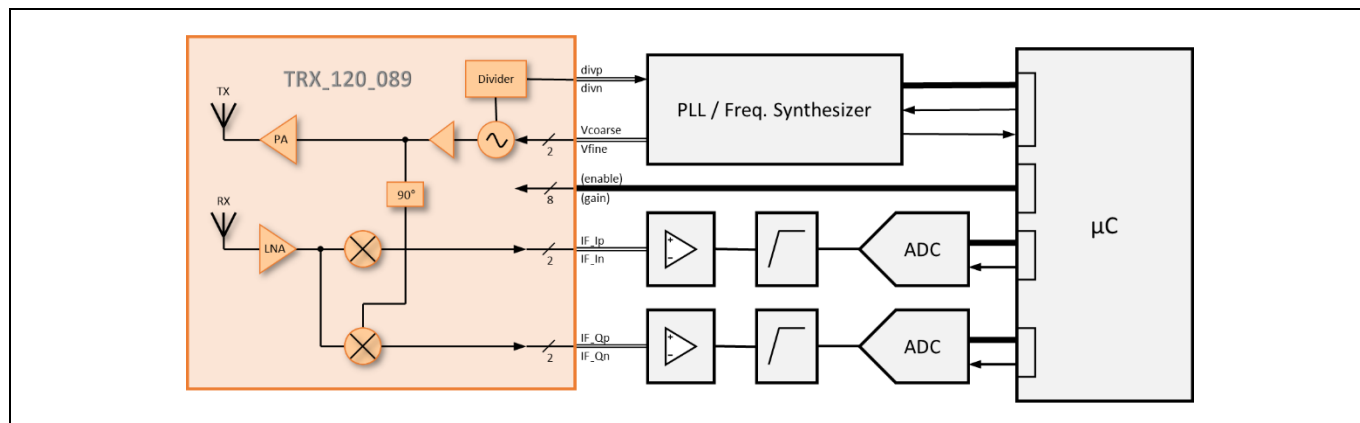 TRX_120_089
Divider
TX
PA
90°
RX
LNA
divp
divn
Vcoarse
2
Vfine
(enable)
8
(gain)
IF_Ip
2
IF_In
IF_Qp
2
IF_Qn
PLL / Freq. Synthesizer
+
−
ADC
+
−
ADC
μC